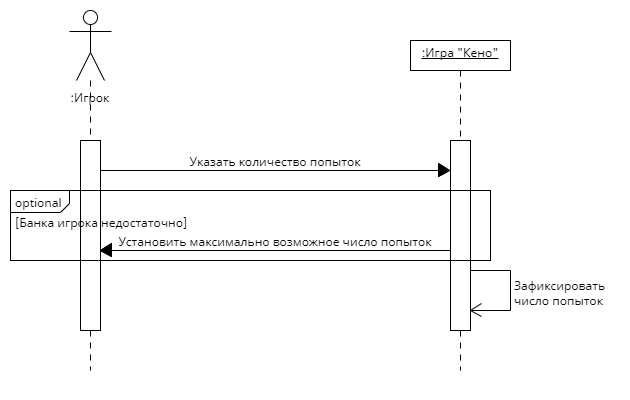 :Игра "Кено"
:Игрок
Указать количество попыток
optional
[Банка игрока недостаточно]
Установить максимально возможное число попыток
Зафиксировать
число попыток